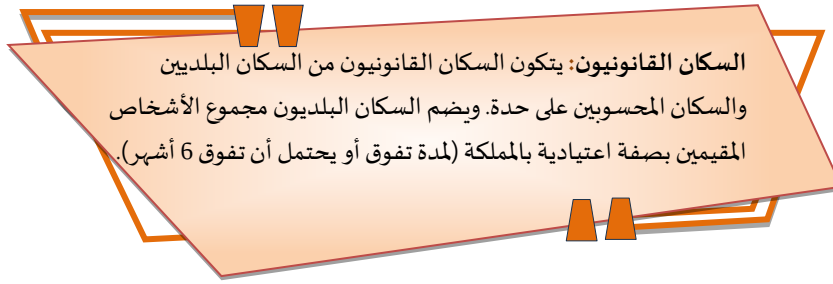 السكان القانونيون: يتكون السكان القانونيون من السكان البلديين
والسكان المحسوبين على حدة. ويضم السكان البلديون مجموع الأشخاص
المقيمين بصفة اعتيادية بالمملكة (لمدة تفوق أو يحتمل أن تفوق 6 أشهر).